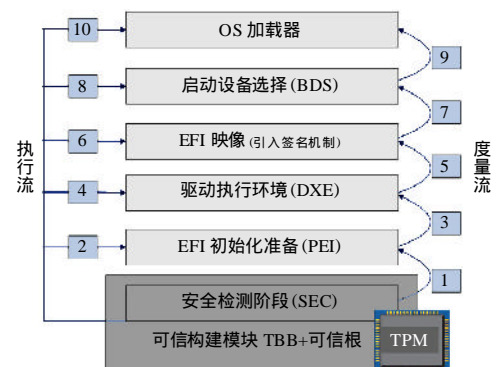 10
OS 加载器
9
8
启动设备选择(BDS)
7
6
EFI 映像(引入签名机制)
5
执行流
度量流
4
驱动执行环境(DXE)
3
2
EFI 初始化准备(PEI)
1
安全检测阶段(SEC)
可信构建模块 TBB+可信根
TPM